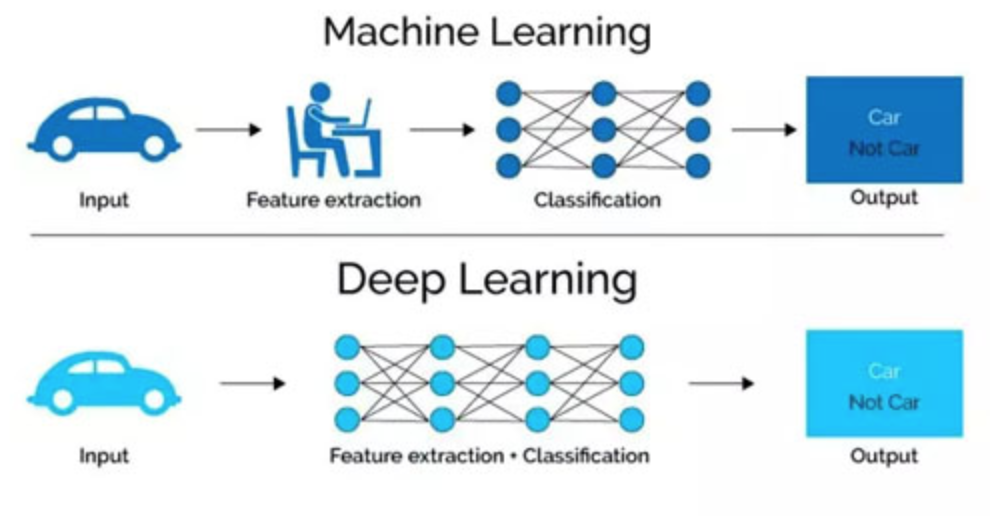 Machine Learning
Car
Not Car
Input
Feature extraction
Classification
Output
Deep Learning
Car
Not Car
Input
Feature extraction + Classification
Output